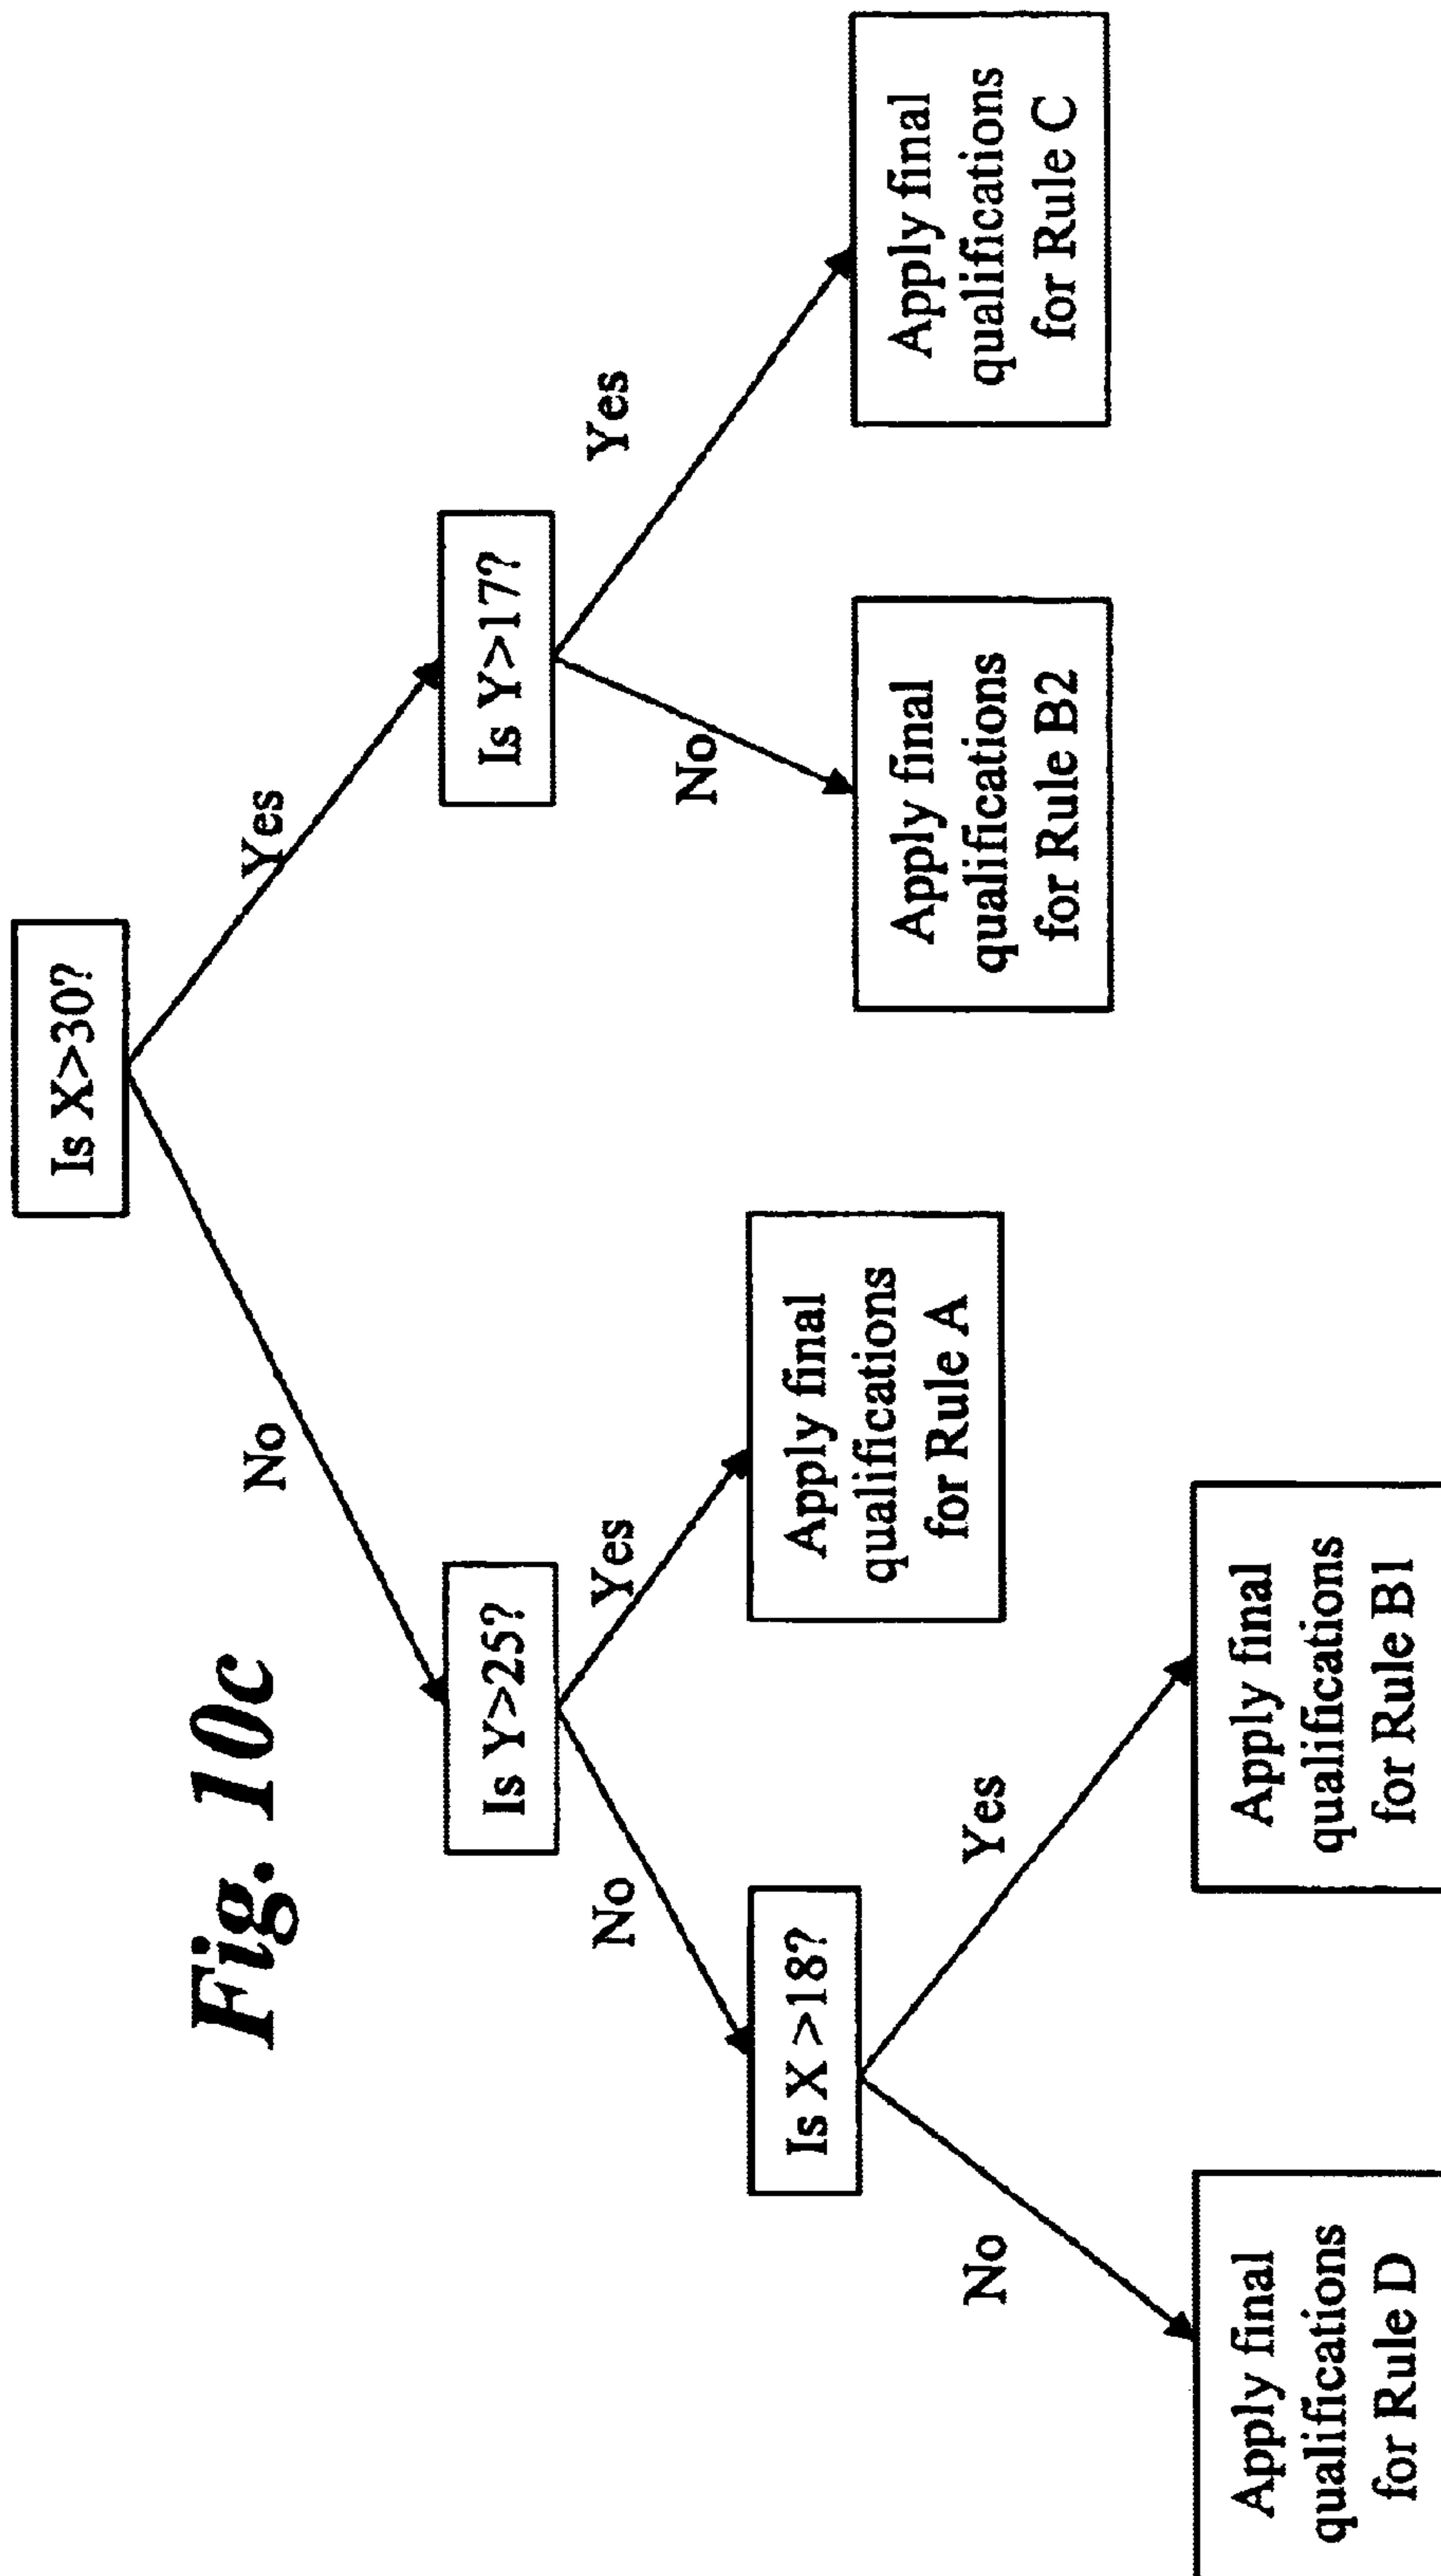 Fig. 10c
Is X>30?
No
Yes
Is Y>25?
Is Y>17?
No
Yes
No
Yes
Is X >18?
Apply final
qualifications
for Rule A
Apply final
qualifications
for Rule B2
Apply final
qualifications
for Rule C
No
Yes
Apply final
qualifications
for Rule D
Apply final
qualifications
for Rule B1